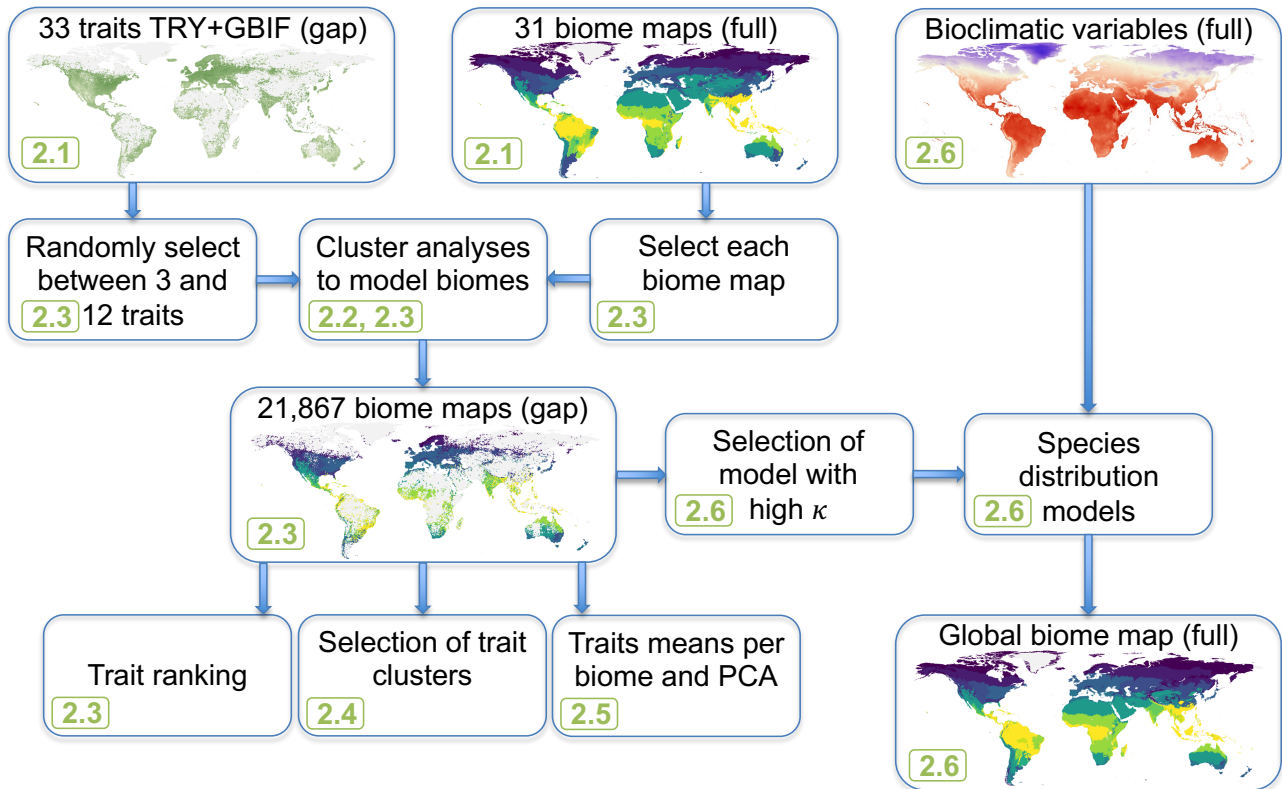 33 traits TRY+GBIF (gap)
2.1
31 biome maps (full)
2.1
Bioclimatic variables (full)
2.6
Randomly select
between 3 and
2.3 12 traits
Cluster analyses
to model biomes
2.2, 2.3
Select each
biome map
2.3
21,867 biome maps (gap)
2.3
Selection of
model with
2.6 high κ
Species
distribution
2.6 models
Trait ranking
2.3
Selection of trait
clusters
2.4
Traits means per
biome and PCA
2.5
Global biome map (full)
2.6